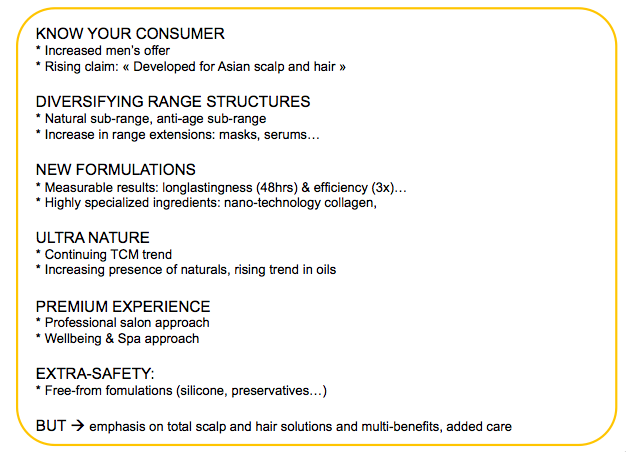 KNOW YOUR CONSUMER
* Increased men's offer
* Rising claim: « Developed for Asian scalp and hair »
DIVERSIFYING RANGE STRUCTURES
* Natural sub-range, anti-age sub-range
* Increase in range extensions: masks, serums…
NEW FORMULATIONS
* Measurable results: longlastingness (48hrs) & efficiency (3x)…
* Highly specialized ingredients: nano-technology collagen,
ULTRA NATURE
* Continuing TCM trend
* Increasing presence of naturals, rising trend in oils
PREMIUM EXPERIENCE
* Professional salon approach
* Wellbeing & Spa approach
EXTRA-SAFETY:
* Free-from fomulations (silicone, preservatives…)
BUT → emphasis on total scalp and hair solutions and multi-benefits, added care